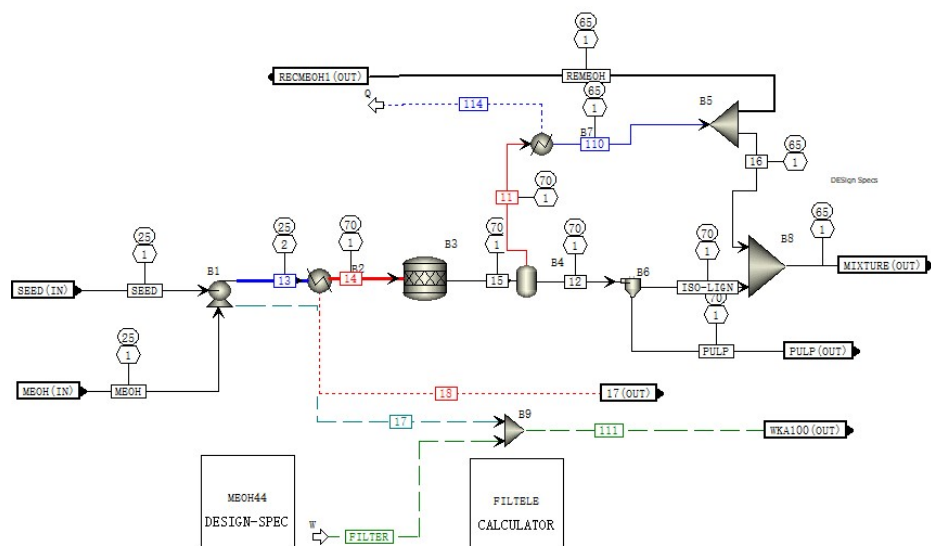 65
1
RECMEOH1(OUT)
REMEOH
65
1
B5
Q
114
B7
110
16
65
1
DESign Specs
11
70
1
25
1
25
2
70
1
B3
70
1
70
1
70
1
B8
65
1
B1
B2
B4
B6
SEED(IN)
SEED
13
14
15
12
ISO-LIGN
MIXTURE(OUT)
70
1
25
1
PULP
PULP(OUT)
MEOH(IN)
MEOH
18
17(OUT)
17
B9
111
WKA100(OUT)
MEOH44
DESIGN-SPEC
FILTELE
CALCULATOR
W
FILTER